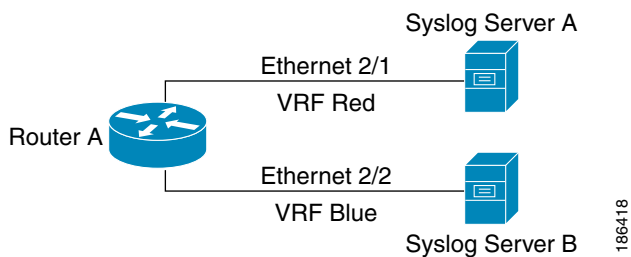 Syslog Server A
Ethernet 2/1
VRF Red
Router A
Ethernet 2/2
VRF Blue
Syslog Server B
186418